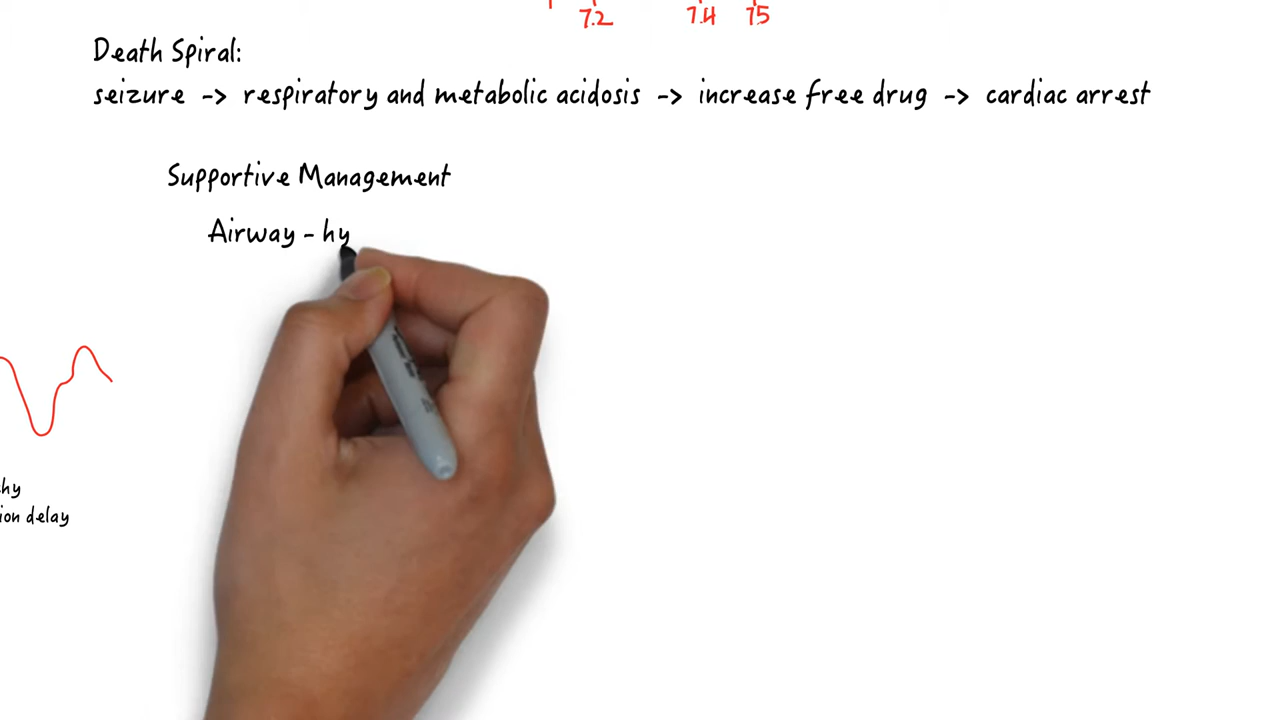 7.2 7.4 7.5
Death Spiral:
seizure -> respiratory and metabolic acidosis -> increase free drug -> cardiac arrest
Supportive Management
Airway - hy
hy
ion delay